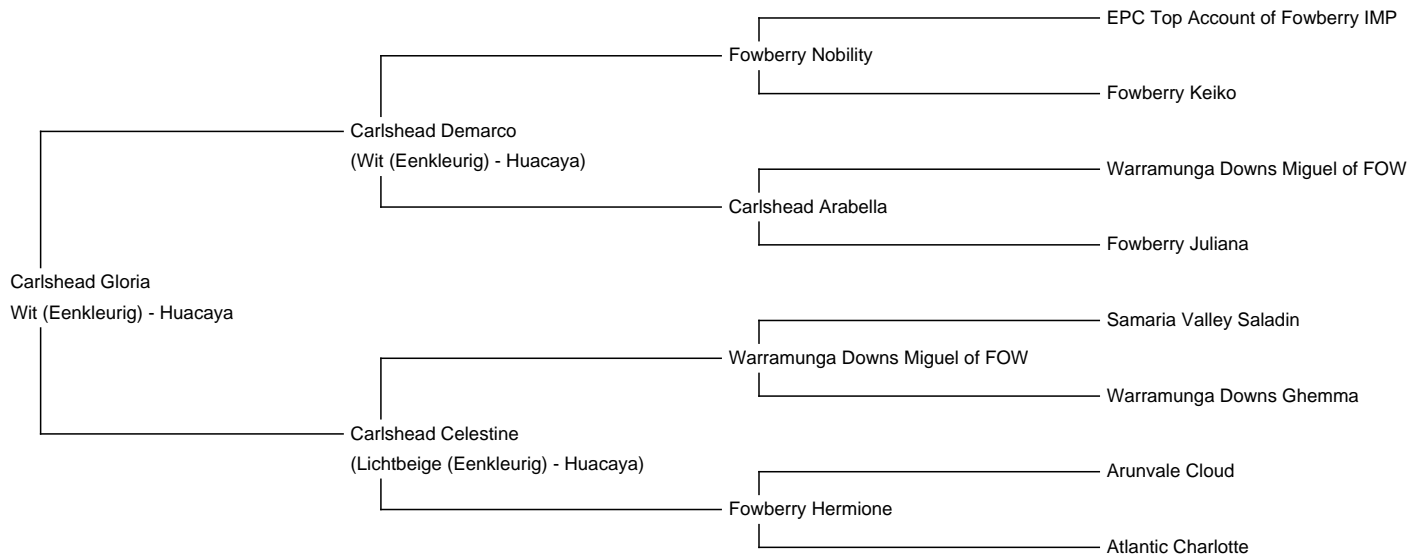 EPC Top Account of Fowberry IMP
Fowberry Nobility
Fowberry Keiko
Carlshead Demarco
(Wit (Eenkleurig) - Huacaya)
Warramunga Downs Miguel of FOW
Carlshead Arabella
Fowberry Juliana
Carlshead Gloria
Wit (Eenkleurig) - Huacaya
Samaria Valley Saladin
Warramunga Downs Miguel of FOW
Warramunga Downs Ghemma
Carlshead Celestine
(Lichtbeige (Eenkleurig) - Huacaya)
Arunvale Cloud
Fowberry Hermione
Atlantic Charlotte